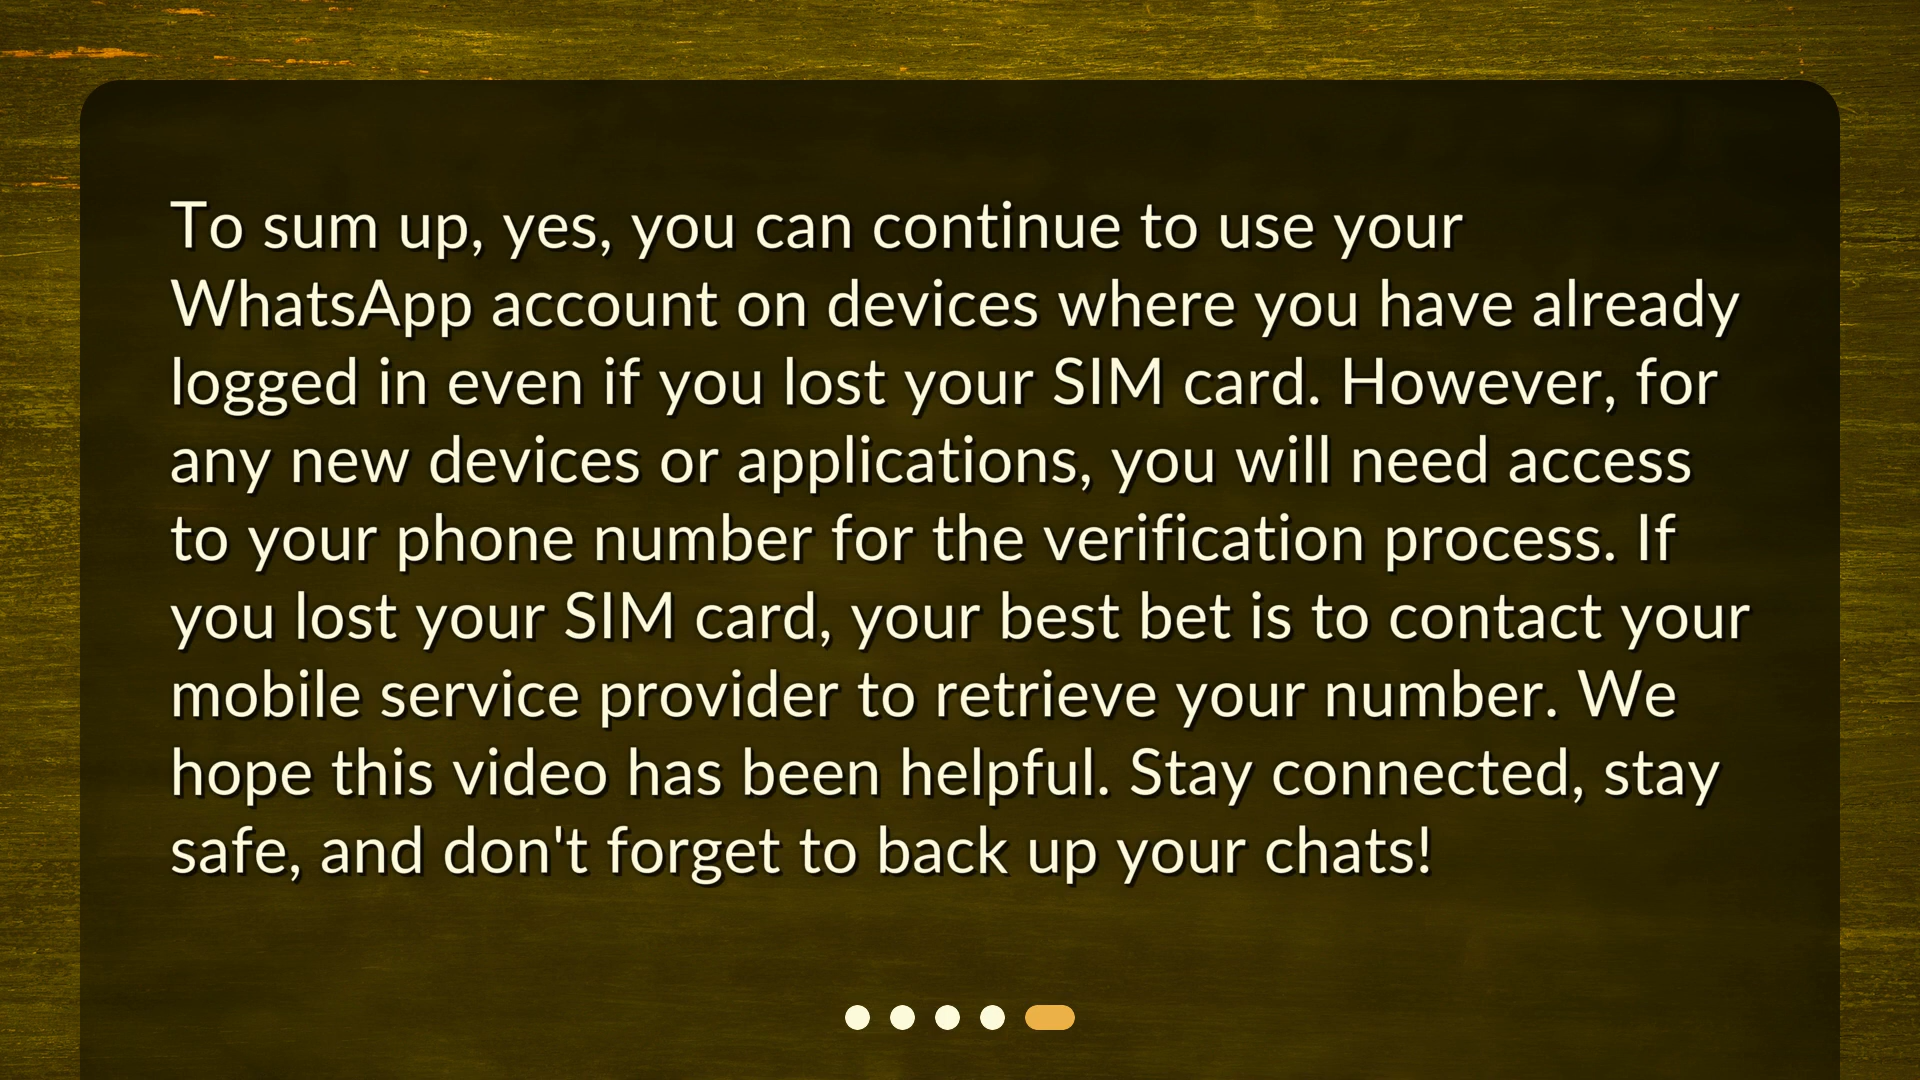 To sum up, yes, you can continue to use your
WhatsApp account on devices where you have already
logged in even if you lost your SIM card. However, for
any new devices or applications, you will need access
to your phone number for the verification process. If
you lost your SIM card, your best bet is to contact your
mobile service provider to retrieve your number. We
hope this video has been helpful. Stay connected, stay
safe, and don't forget to back up your chats!